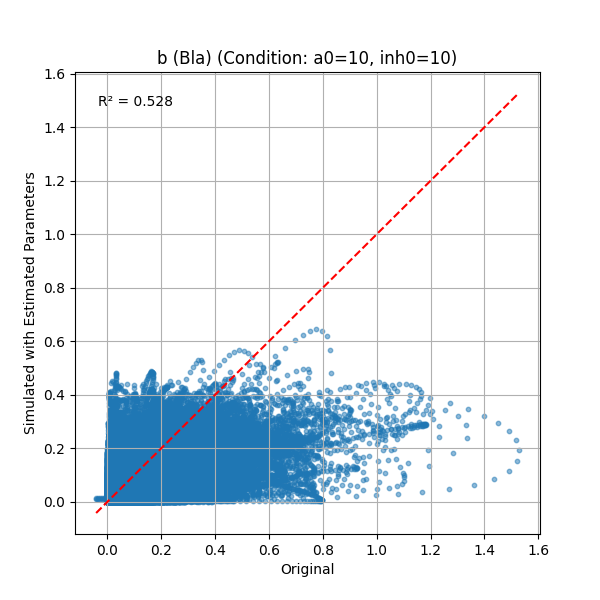 b (Bla) (Condition: a0=10, inh0=10)
R² = 0.528
1.6
1.4
1.2
1.0
0.8
0.6
0.4
0.2
0.0
Simulated with Estimated Parameters
0.0 0.2 0.4 0.6 0.8 1.0 1.2 1.4 1.6
Original